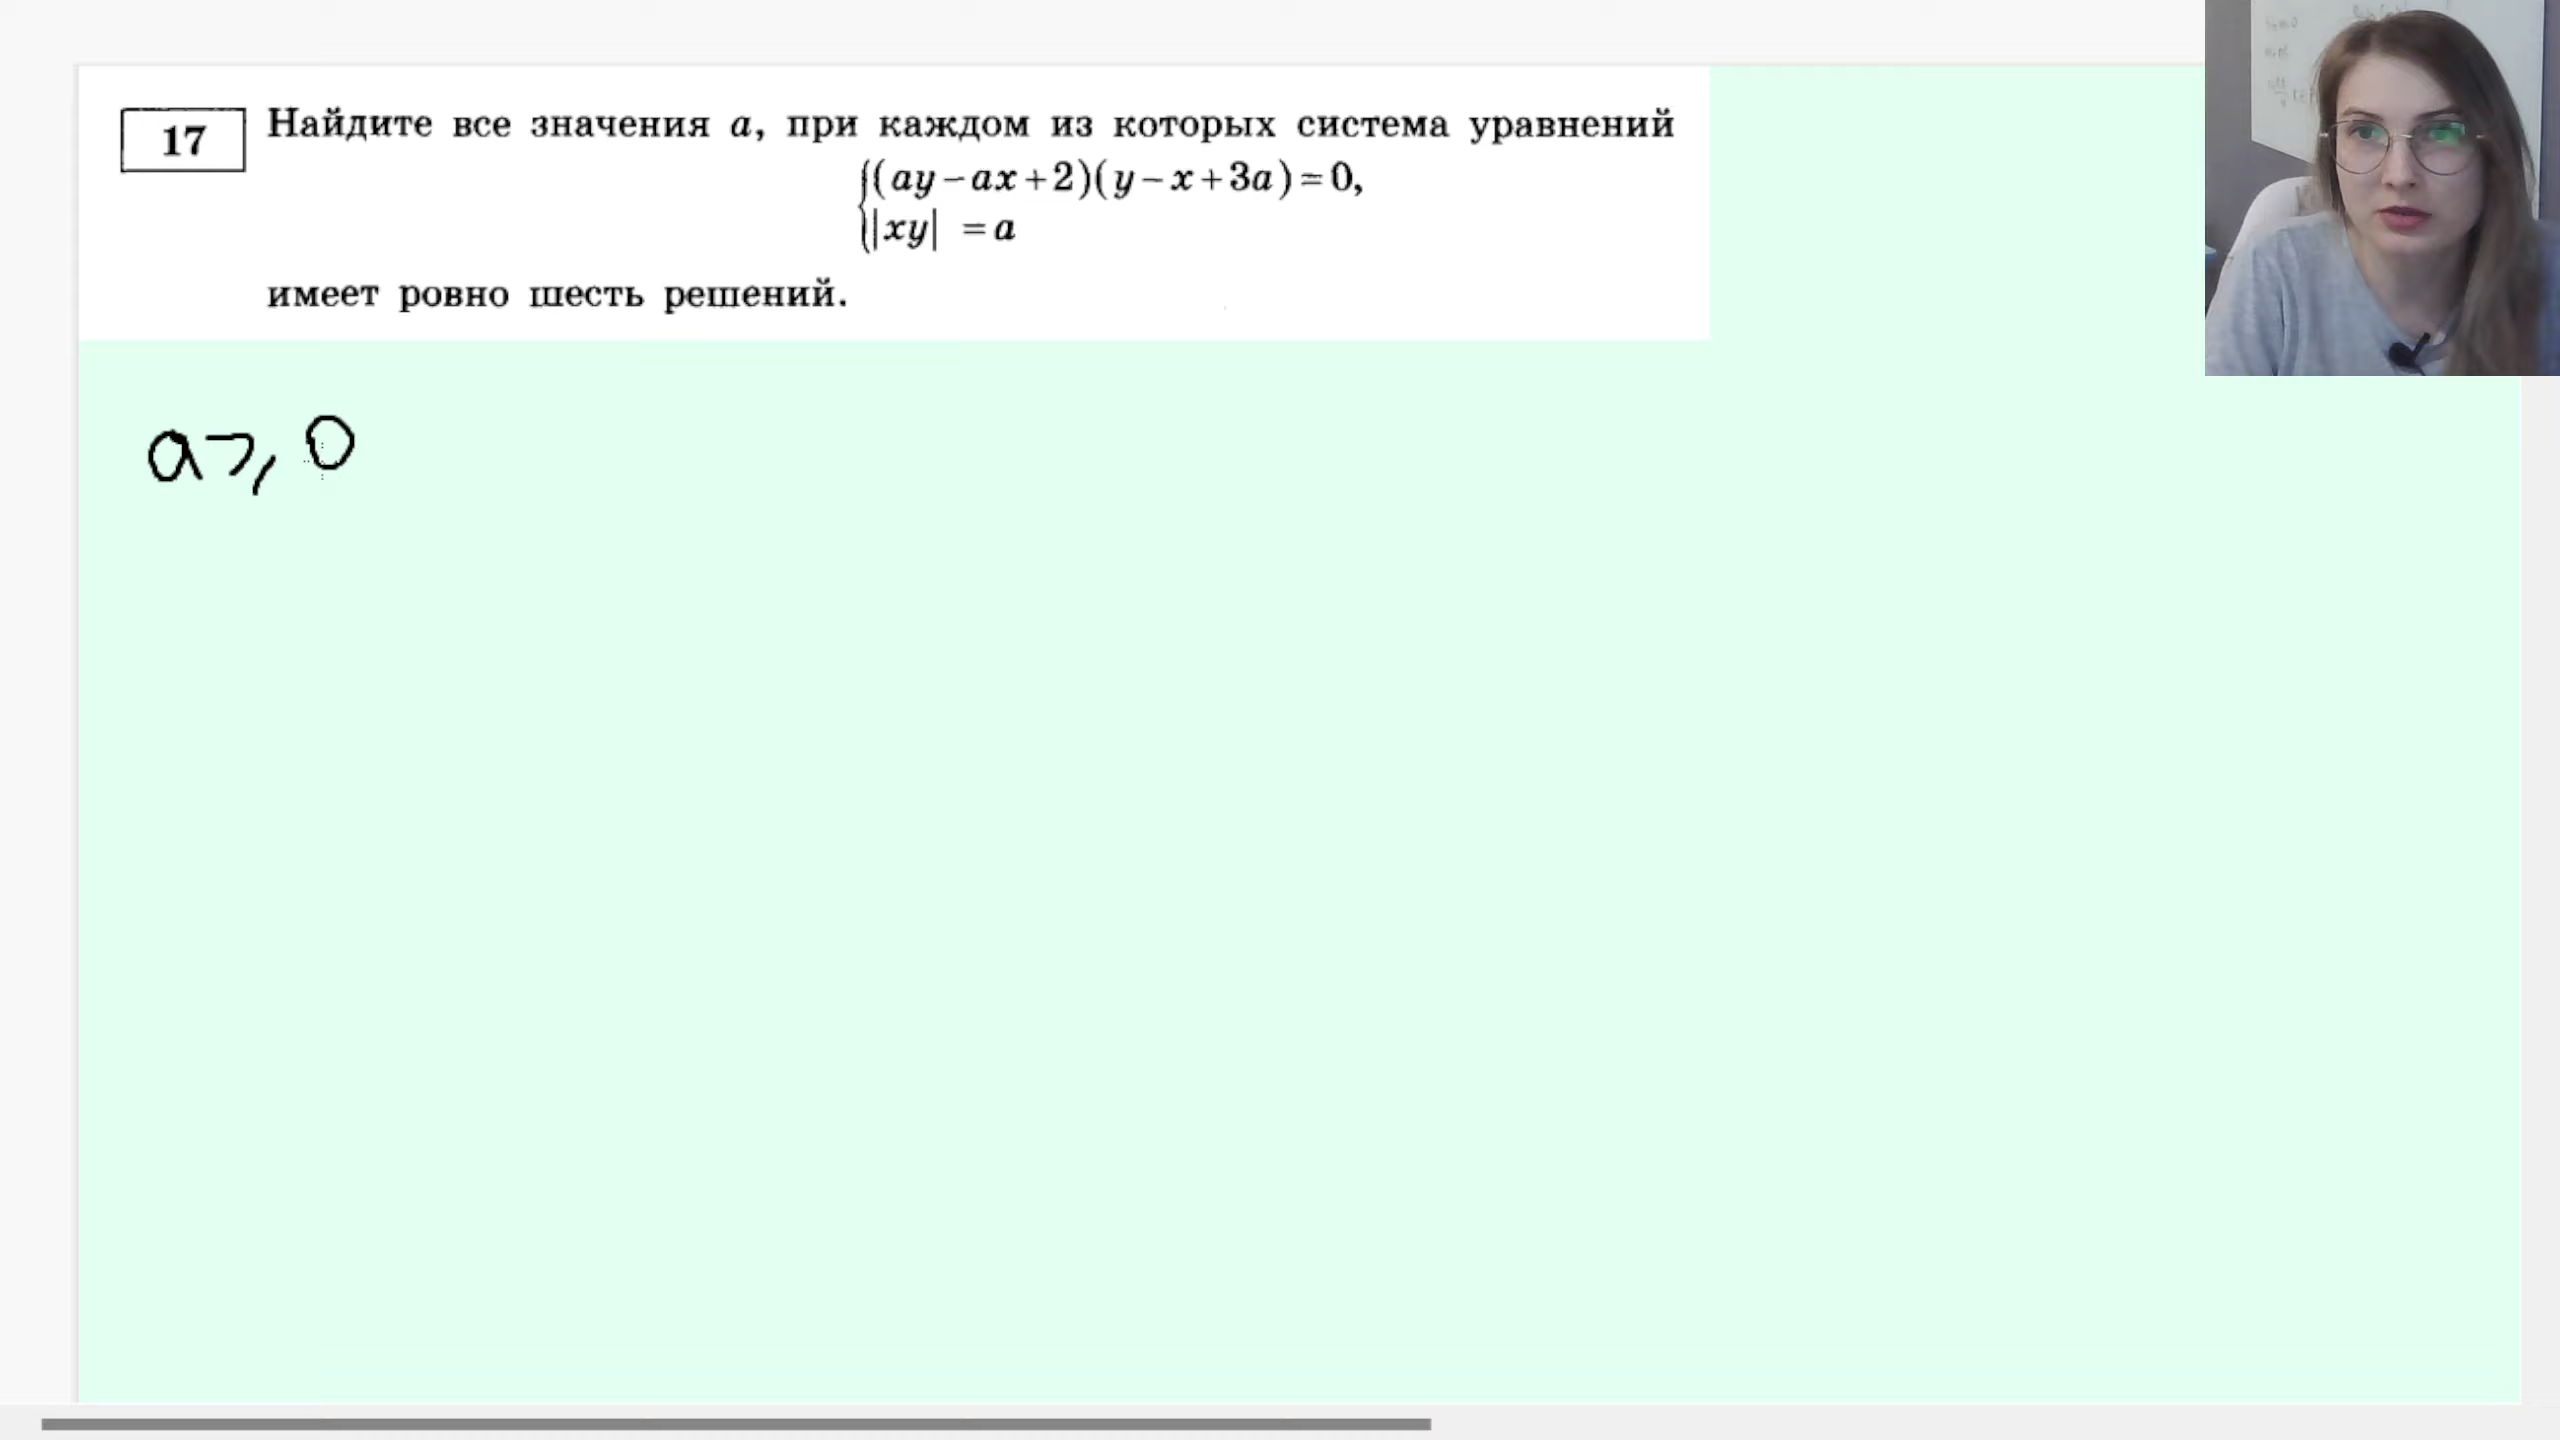 17
Найдите все значения a, при каждом из которых система уравнений
(ay−ax+2)(y−x+3a)=0,
|xy| =a
имеет ровно шесть решений.
a⩾0